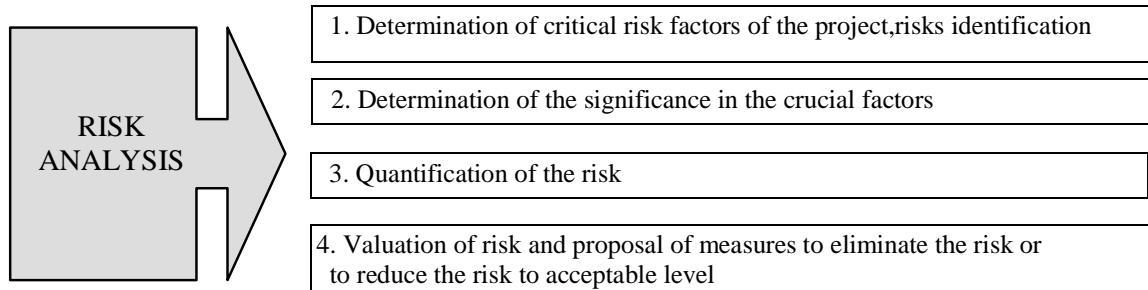 RISK
ANALYSIS
1. Determination of critical risk factors of the project,risks identification
2. Determination of the significance in the crucial factors
3. Quantification of the risk
4. Valuation of risk and proposal of measures to eliminate the risk or
to reduce the risk to acceptable level